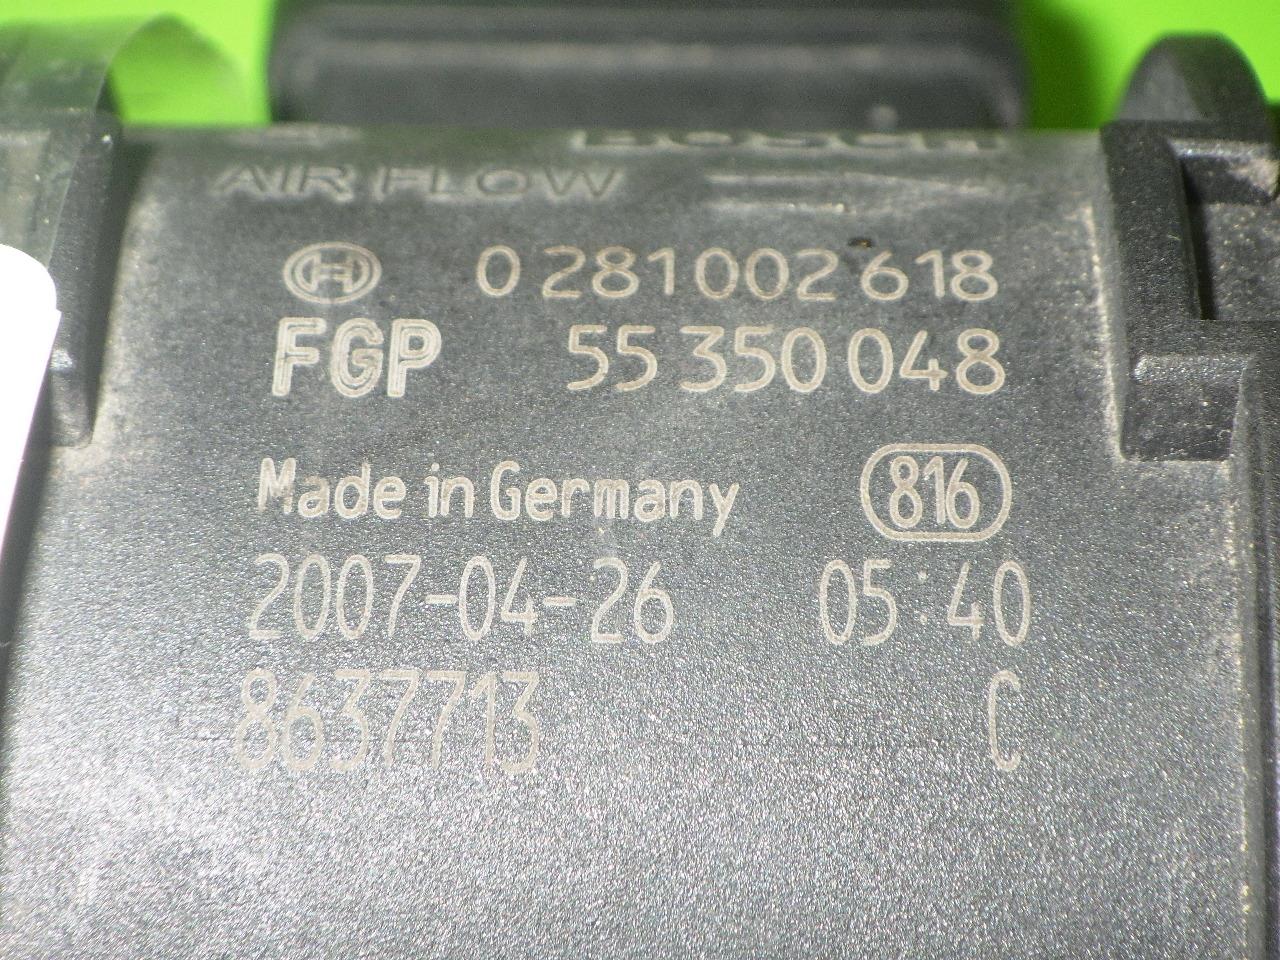 BOSCH
AIR FLOW
0 281 002 618
FGP 55 350 048
Made in Germany 816
2007-04-26 05:40
8637713 C